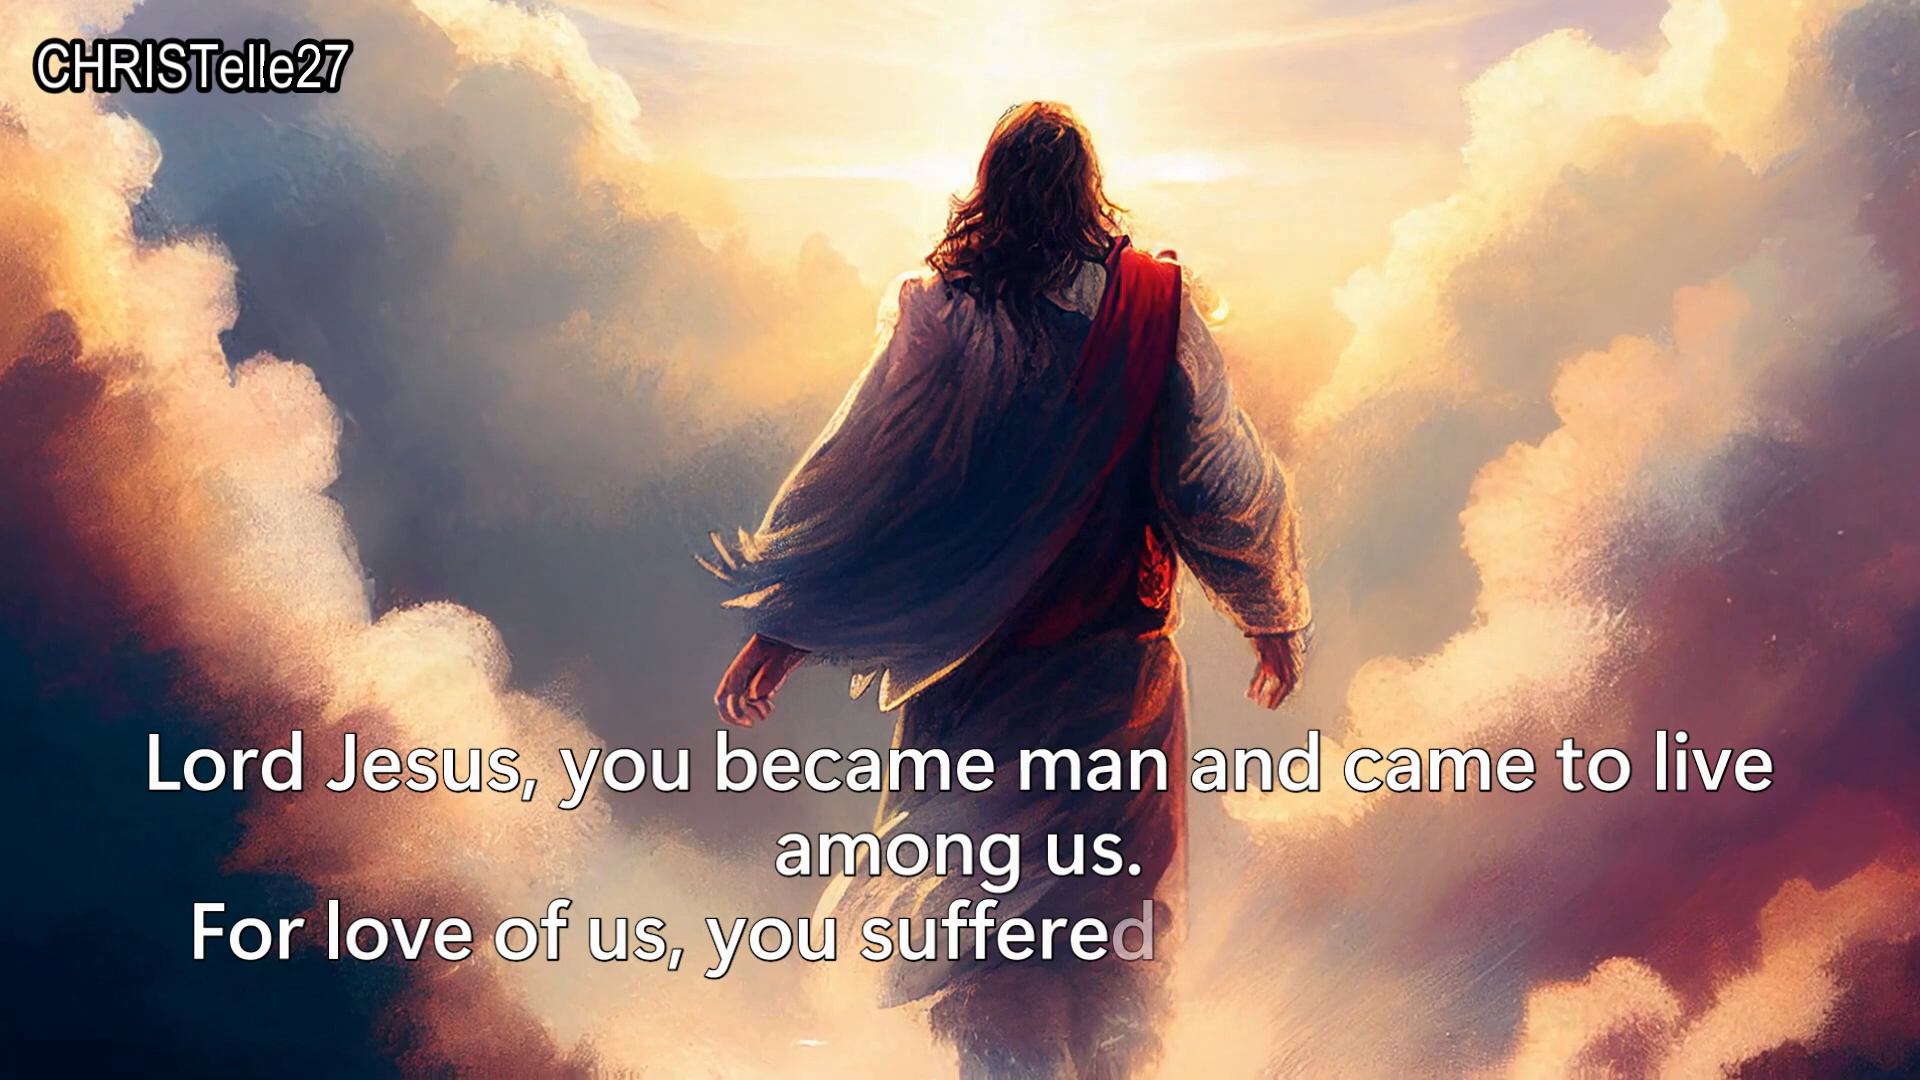 CHRISTelle27
Lord Jesus, you became man and came to live
among us.
For love of us, you suffered